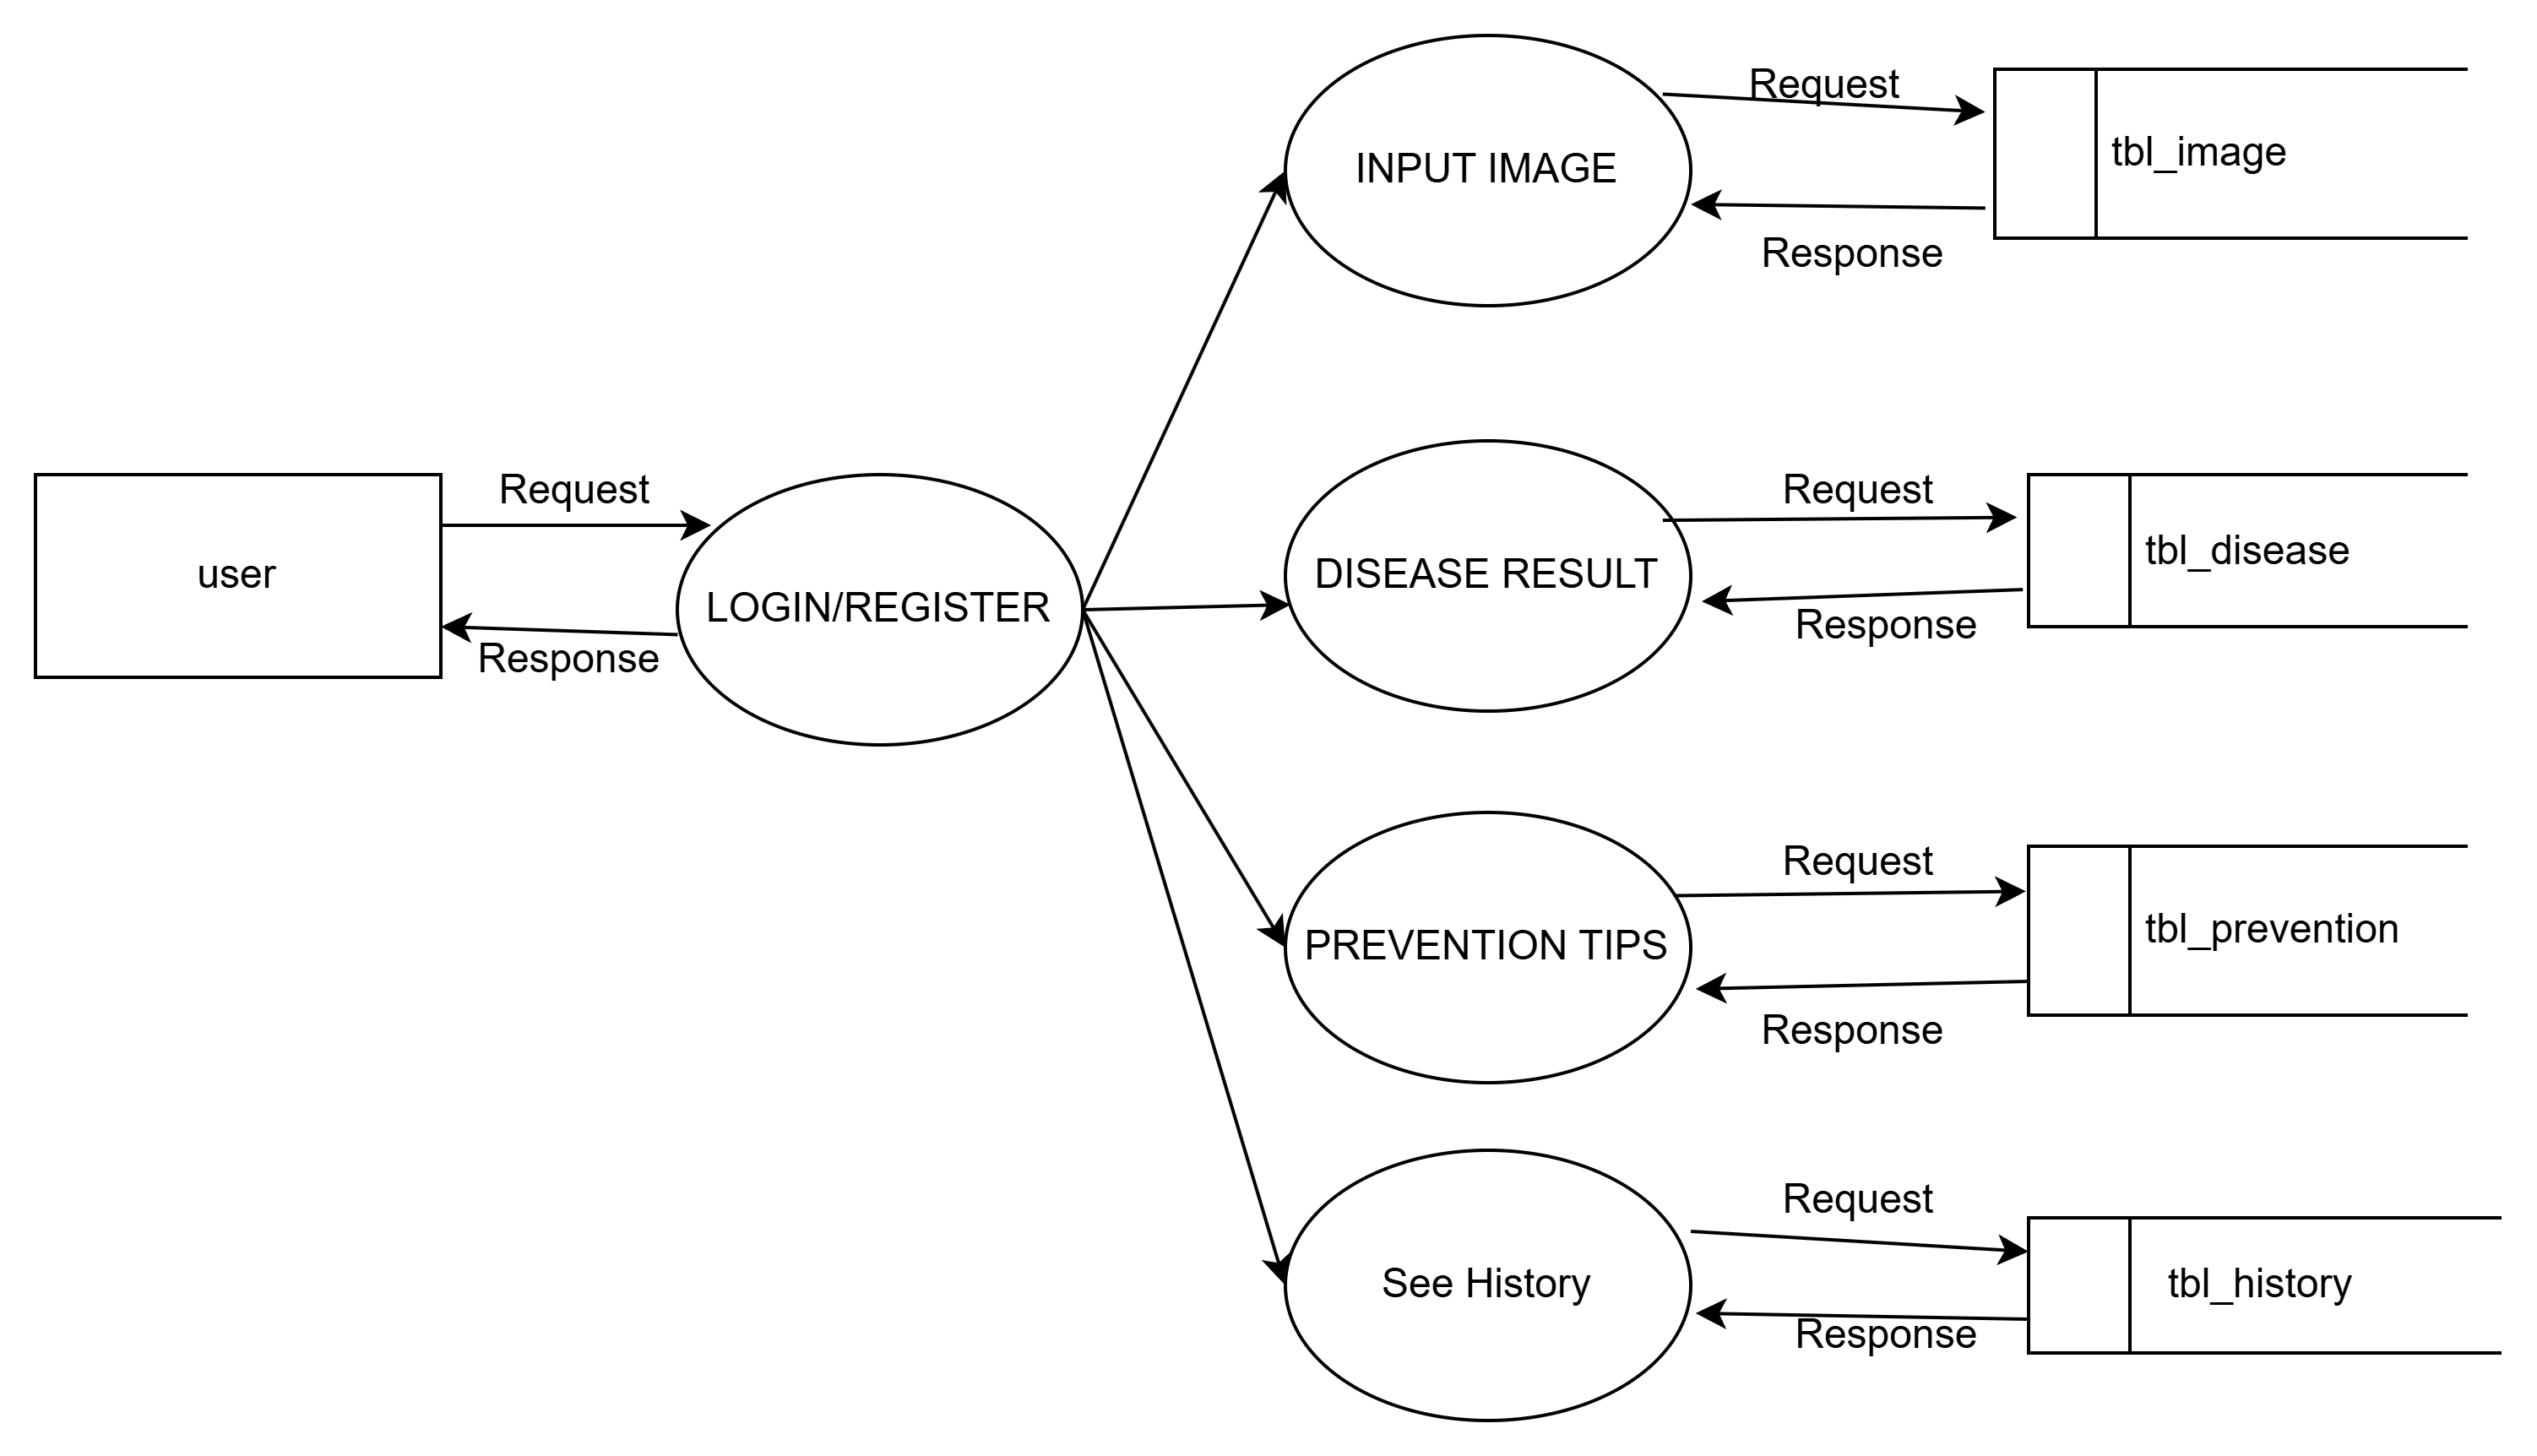 Request
tbl_image
INPUT IMAGE
Response
Request
Request
user
LOGIN/REGISTER
DISEASE RESULT
tbl_disease
Response
Response
Request
PREVENTION TIPS
tbl_prevention
Response
Request
See History
tbl_history
Response